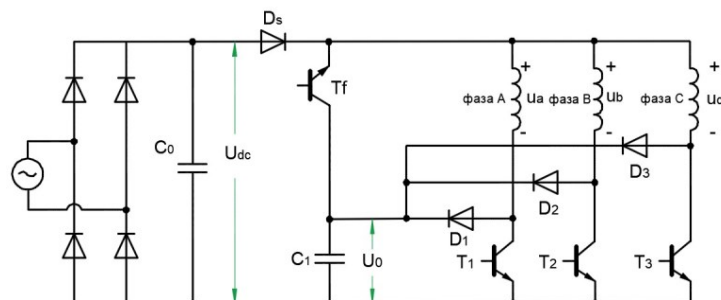 Ds
Tf
фаза A
ua
фаза B
ub
фаза C
uc
+
+
+
-
-
-
C0
Udc
D3
D2
D1
C1
U0
T1
T2
T3